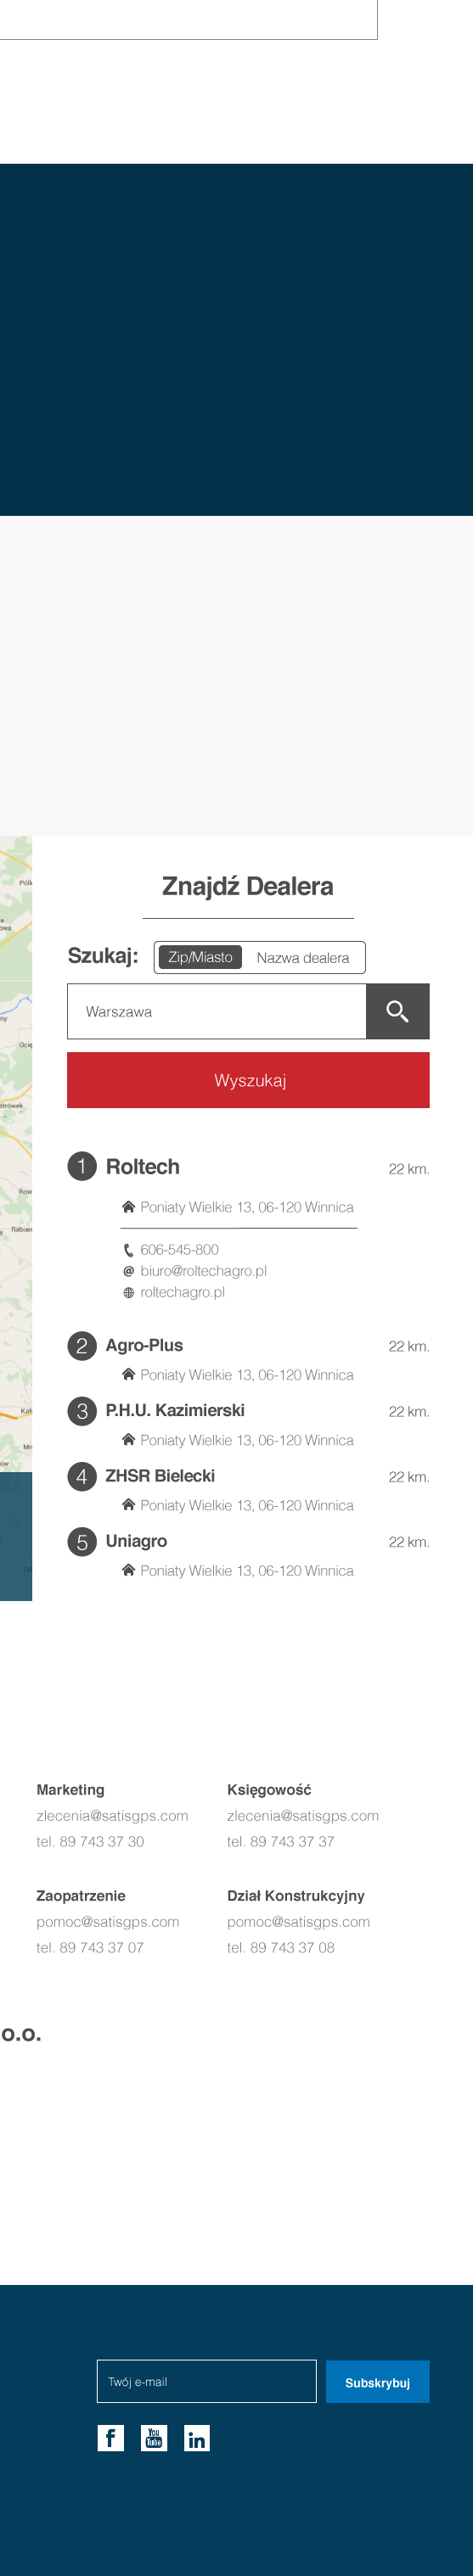 Znajdź Dealera
Szukaj: Zip/Miasto Nazwa dealera
Warszawa
Wyszukaj
1 Roltech 22 km.
Poniaty Wielkie 13, 06-120 Winnica
606-545-800
biuro@roltechagro.pl
roltechagro.pl
2 Agro-Plus 22 km.
Poniaty Wielkie 13, 06-120 Winnica
3 P.H.U. Kazimierski 22 km.
Poniaty Wielkie 13, 06-120 Winnica
4 ZHSR Bielecki 22 km.
Poniaty Wielkie 13, 06-120 Winnica
5 Uniagro 22 km.
Poniaty Wielkie 13, 06-120 Winnica
Marketing
zlecenia@satisgps.com
tel. 89 743 37 30
Księgowość
zlecenia@satisgps.com
tel. 89 743 37 37
Zaopatrzenie
pomoc@satisgps.com
tel. 89 743 37 07
Dział Konstrukcyjny
pomoc@satisgps.com
tel. 89 743 37 08
o.o.
Twój e-mail Subskrybuj
f You Tube in